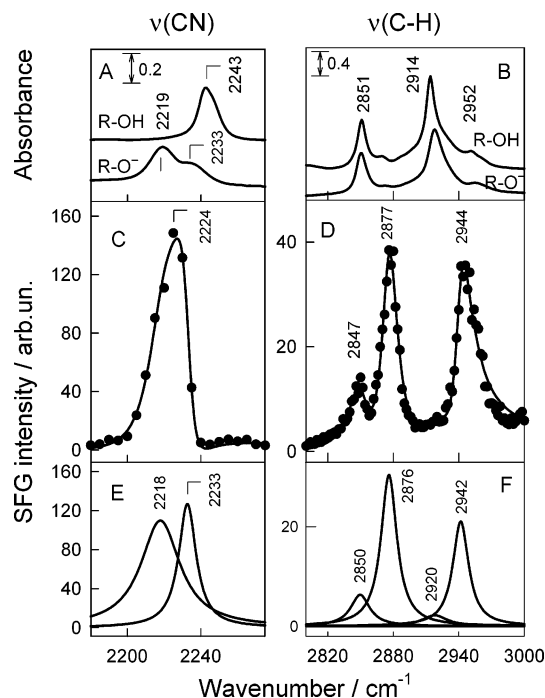 ν(CN)
ν(C-H)
A
0.2
2243
2219
2233
R-OH
R-O⁻
B
0.4
2851
2914
2952
R-OH
R-O⁻
Absorbance
C
2224
160
120
80
40
0
D
2847
2877
2944
40
20
0
SFG intensity / arb.un.
E
2218
2233
160
120
80
40
0
F
2850
2876
2920
2942
20
0
2200
2240
2820
2880
2940
3000
Wavenumber / cm⁻¹